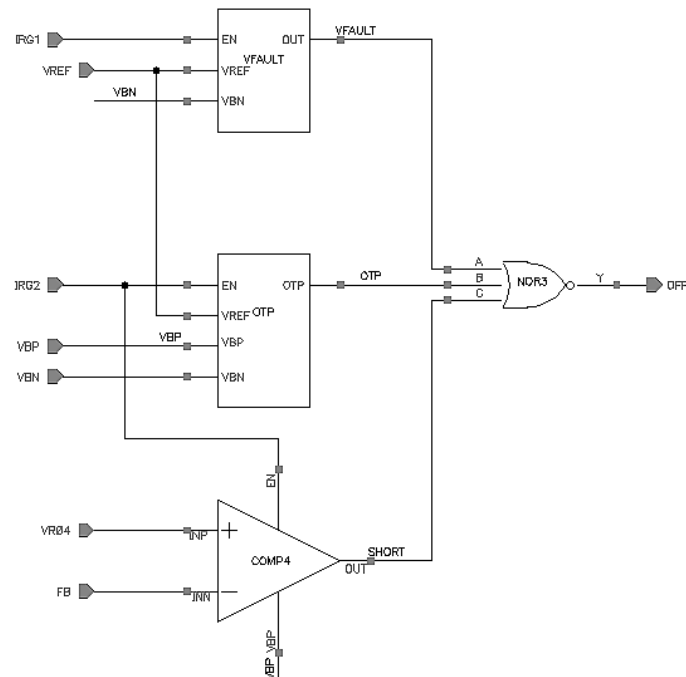 IRG1
EN
OUT
VFAULT
VREF
VREF
VFAULT
VBN
VBN
IRG2
EN
OTP
OTP
VREF
OTP
VBP
VBP
VBP
VBN
VBN
A
B
C
NOR3
Y
OFF
EN
VR04
INP
+
COMP4
SHORT
OUT
FB
INN
−
VBP
VBP